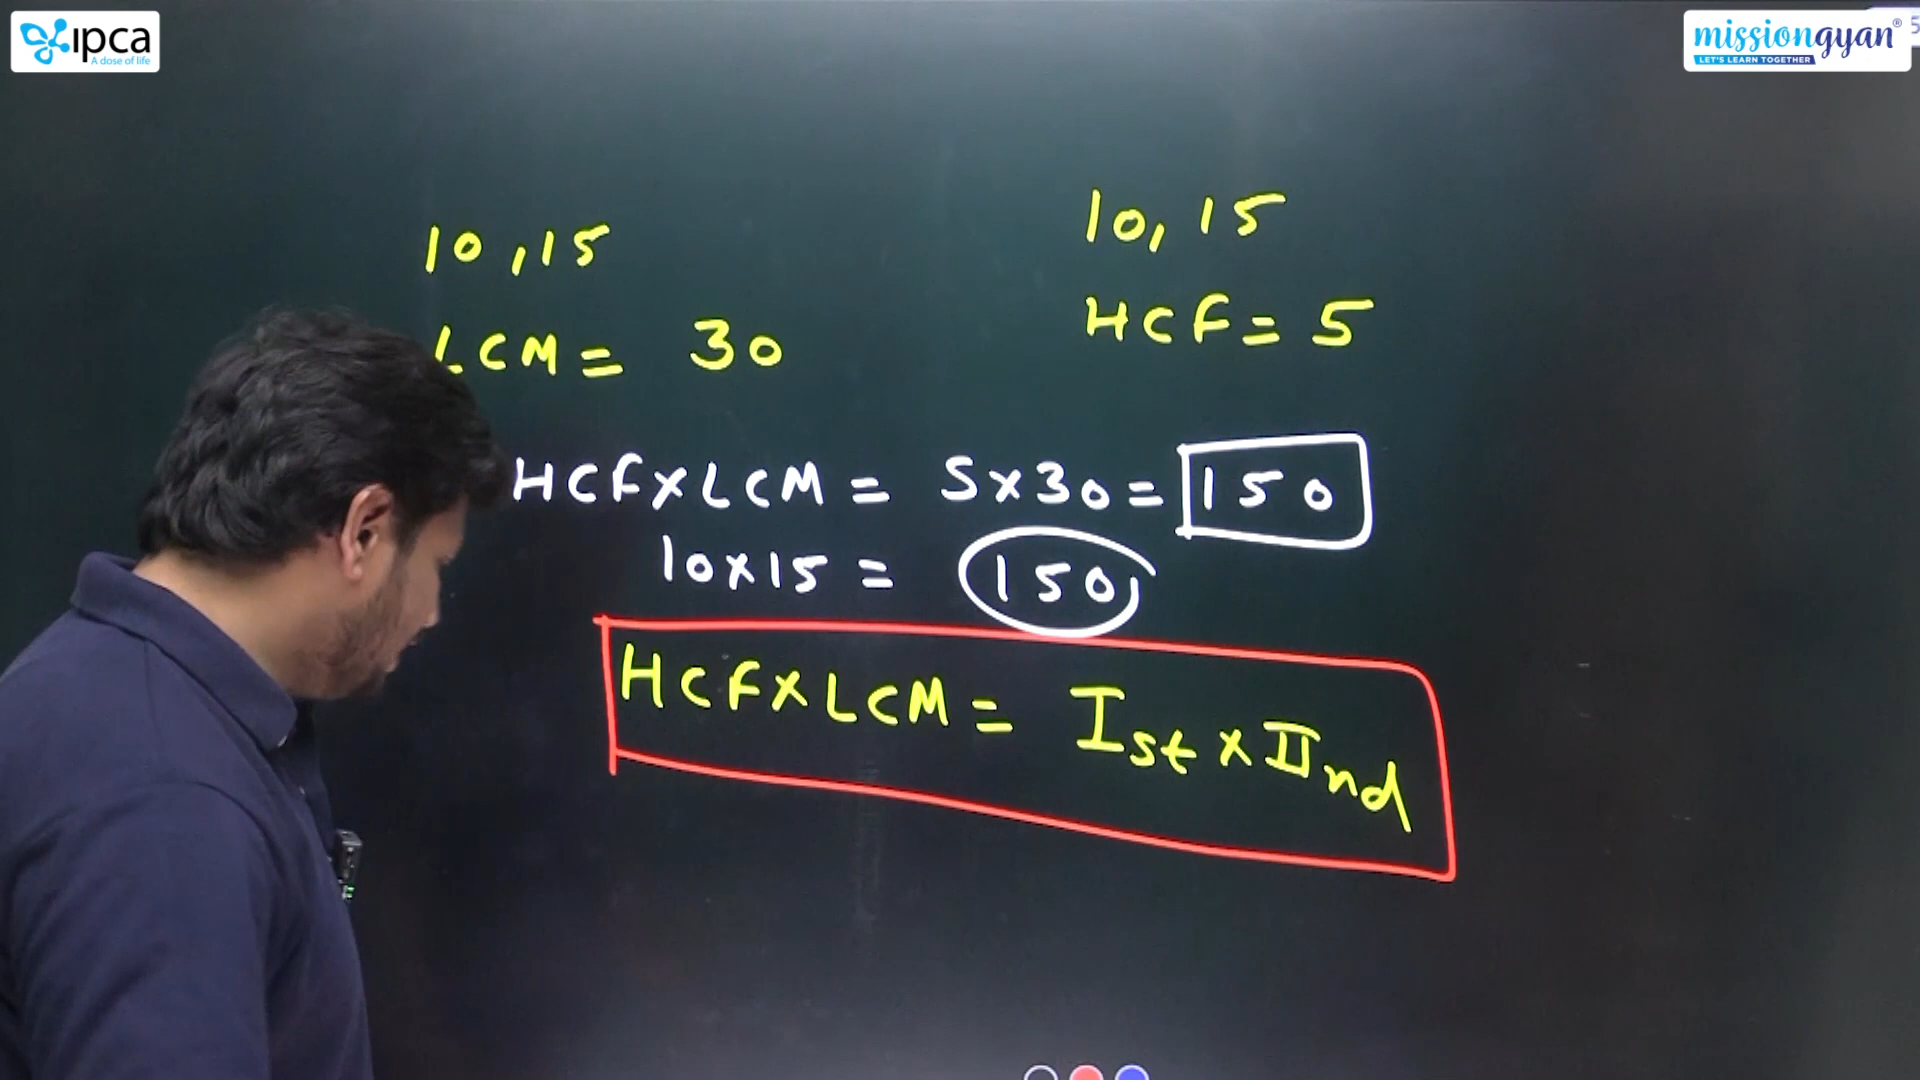 ipca
A dose of life
missiongyan®
LET'S LEARN TOGETHER
5
10, 15
LCM = 30
10, 15
HCF = 5
HCF×LCM = 5×30 = 150
10×15 = 150
HCF×LCM = Ist × IInd